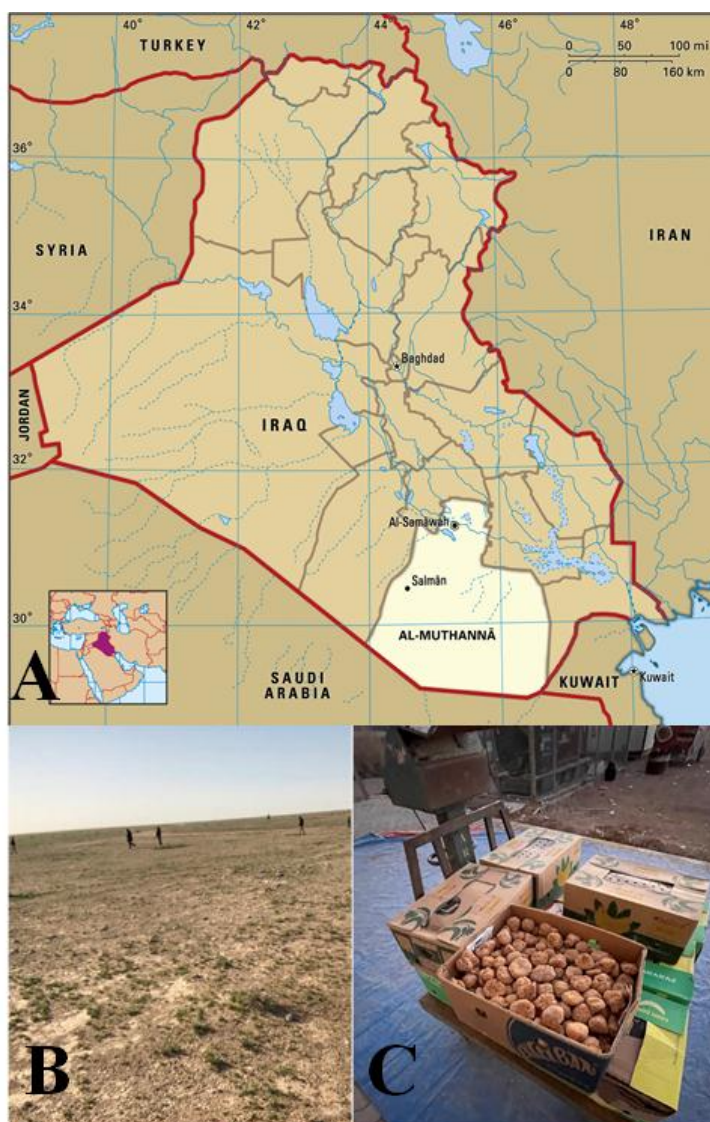 40°
42°
44°
46°
48°
TURKEY
0 50 100 mi
0 80 160 km
36°
SYRIA
IRAN
34°
Baghdad
JORDAN
IRAQ
32°
Al-Samāwah
Salmān
30°
AL-MUTHANNĀ
A
SAUDI
ARABIA
KUWAIT
Kuwait
B
C